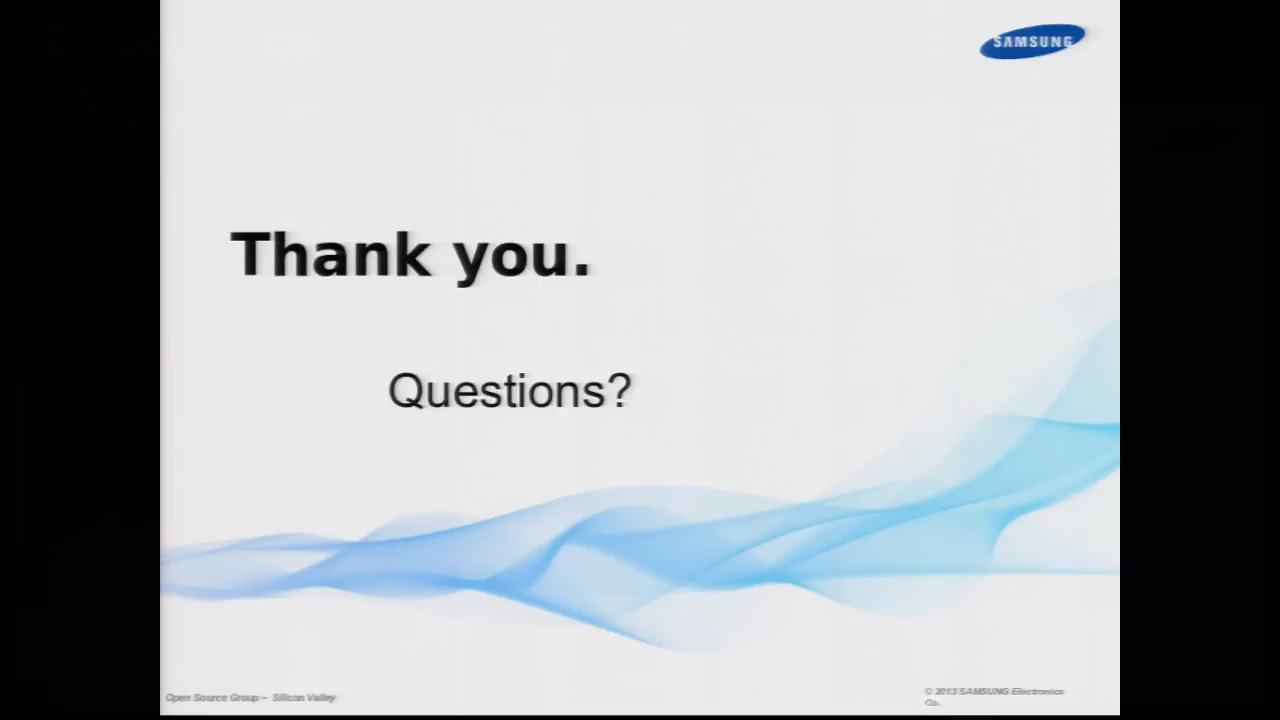 SAMSUNG
Thank you.
Questions?
Open Source Group – Silicon Valley
© 2013 SAMSUNG Electronics
Co.